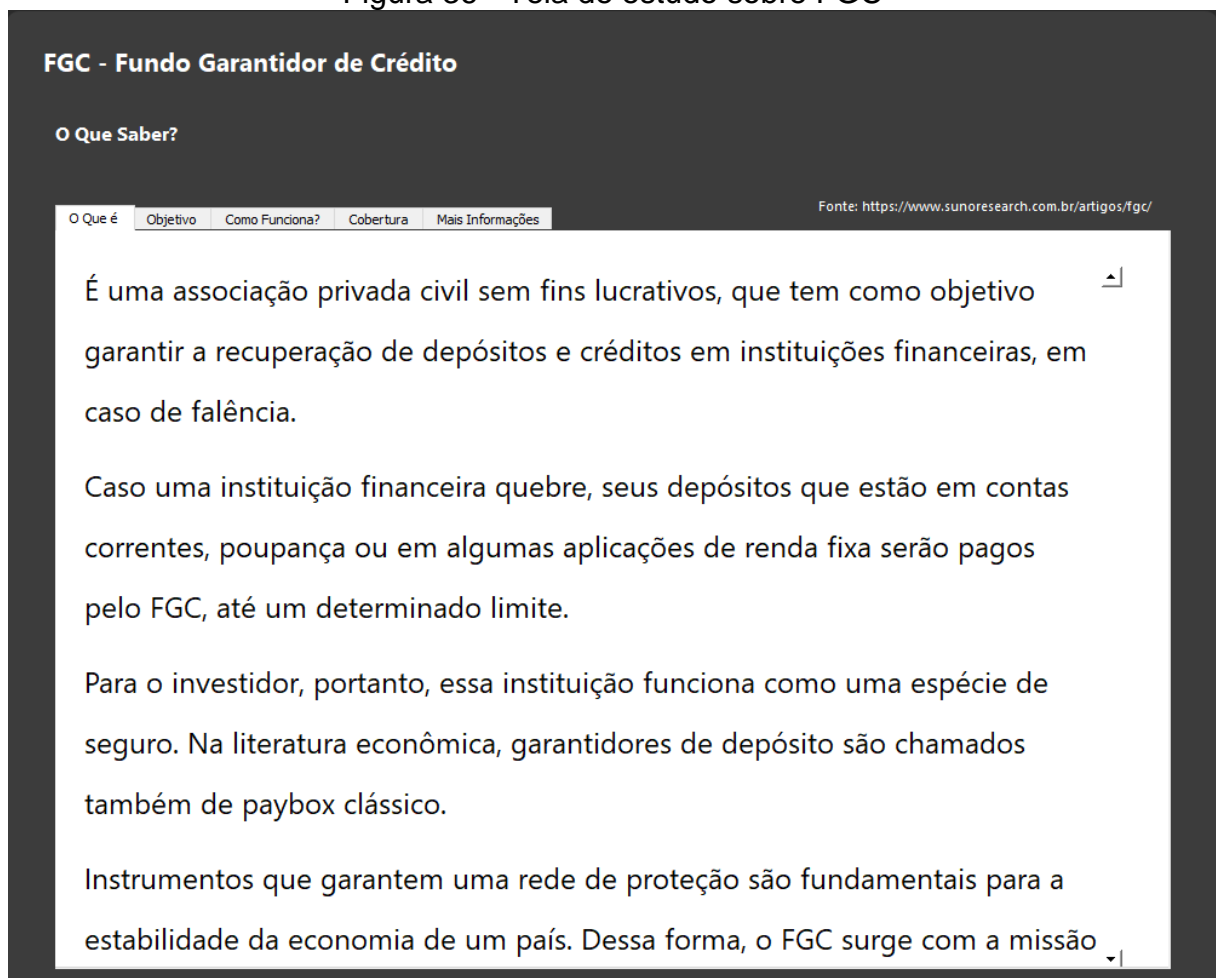 FGC - Fundo Garantidor de Crédito
O Que Saber?
Fonte: https://www.sunoresearch.com.br/artigos/fgc/
O Que é Objetivo Como Funciona? Cobertura Mais Informações
É uma associação privada civil sem fins lucrativos, que tem como objetivo
garantir a recuperação de depósitos e créditos em instituições financeiras, em
caso de falência.
Caso uma instituição financeira quebre, seus depósitos que estão em contas
correntes, poupança ou em algumas aplicações de renda fixa serão pagos
pelo FGC, até um determinado limite.
Para o investidor, portanto, essa instituição funciona como uma espécie de
seguro. Na literatura econômica, garantidores de depósito são chamados
também de paybox clássico.
Instrumentos que garantem uma rede de proteção são fundamentais para a
estabilidade da economia de um país. Dessa forma, o FGC surge com a missão